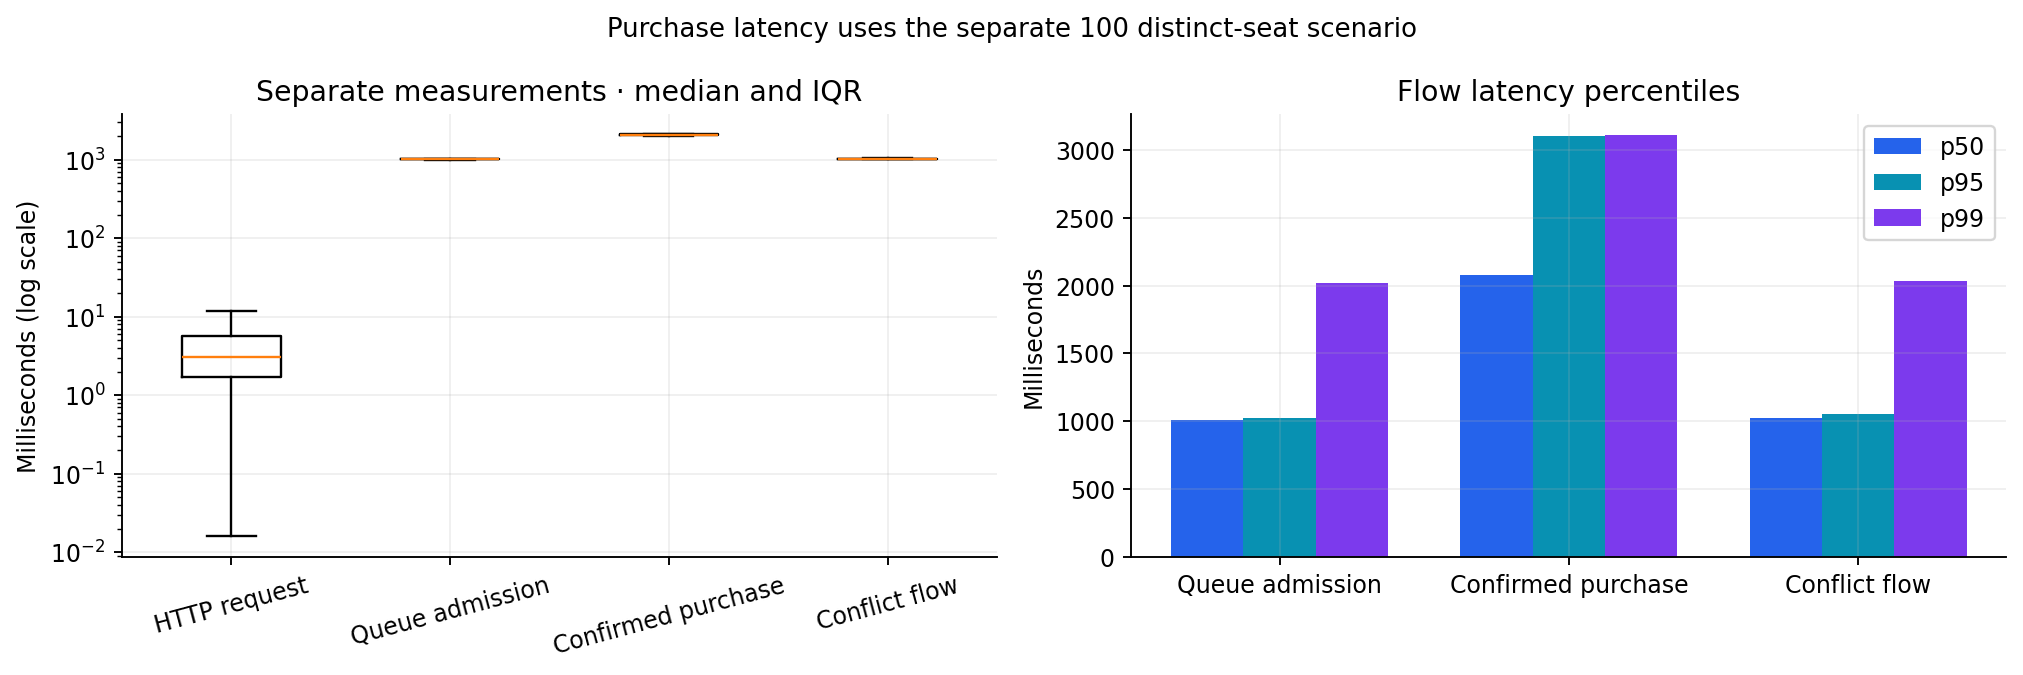 Purchase latency uses the separate 100 distinct-seat scenario
Separate measurements · median and IQR
Milliseconds (log scale)
10³
10²
10¹
10⁰
10⁻¹
10⁻²
HTTP request
Queue admission
Confirmed purchase
Conflict flow
Flow latency percentiles
Milliseconds
3000
2500
2000
1500
1000
500
0
Queue admission
Confirmed purchase
Conflict flow
p50
p95
p99